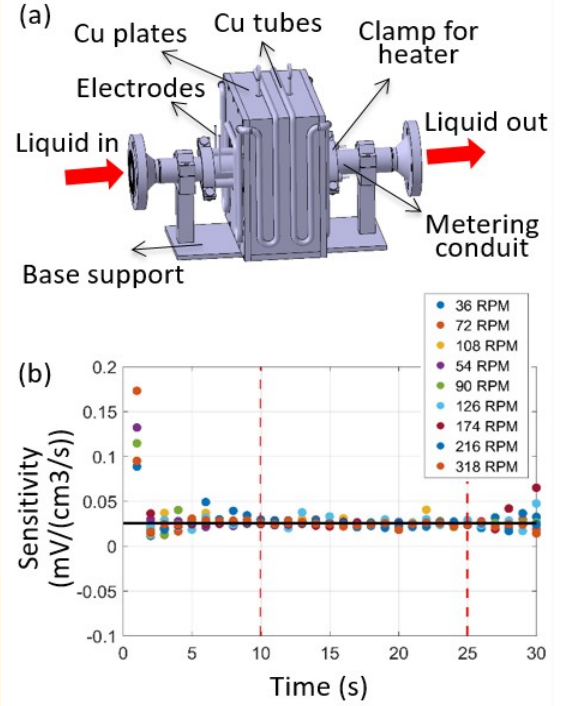 (a)
Cu plates
Cu tubes
Clamp for
heater
Electrodes
Liquid in
Liquid out
Metering
conduit
Base support
(b)
36 RPM
72 RPM
108 RPM
54 RPM
90 RPM
126 RPM
174 RPM
216 RPM
318 RPM
Sensitivity
(mV/(cm3/s))
0.2
0.15
0.1
0.05
0
-0.05
-0.1
0
5
10
15
20
25
30
Time (s)